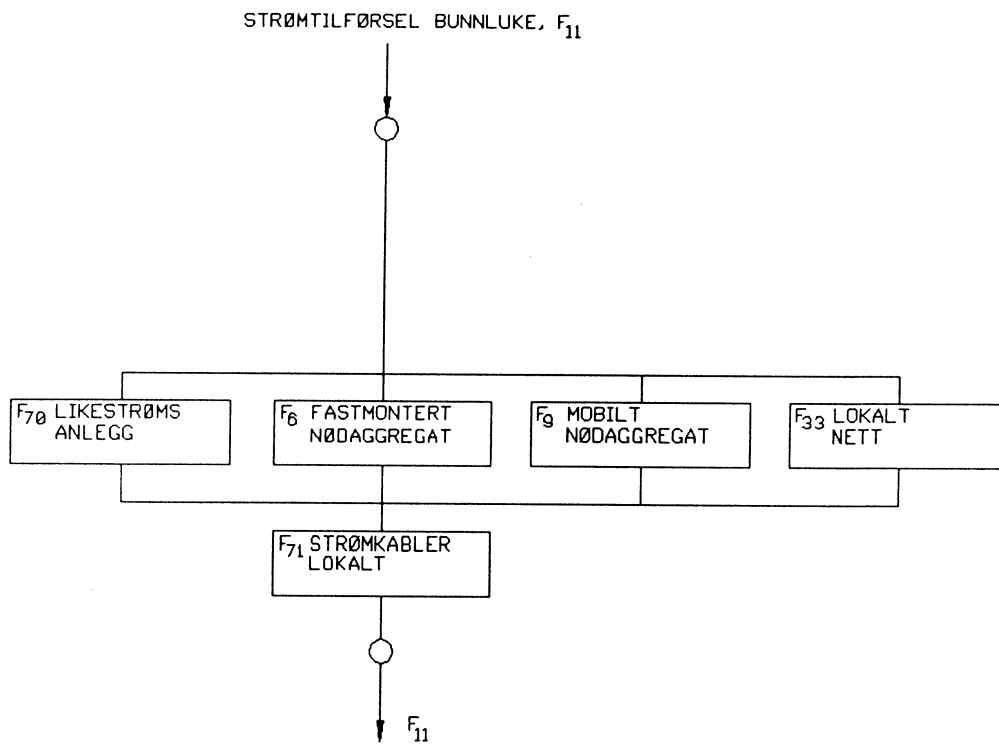 STRØMTILFØRSEL BUNNLUKE, F11
F70 LIKESTRØMS
ANLEGG
F6 FASTMONTERT
NØDAGGREGAT
F9 MOBILT
NØDAGGREGAT
F33 LOKALT
NETT
F71 STRØMKABLER
LOKALT
F11